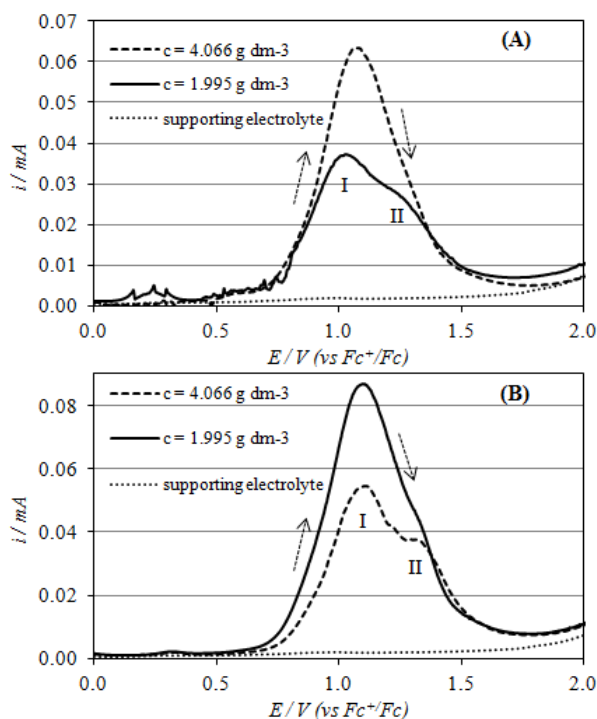 0.07
(A)
c = 4.066 g dm-3
0.06
c = 1.995 g dm-3
0.05
supporting electrolyte
0.04
i / mA
0.03
I
II
0.02
0.01
0.00
0.0 0.5 1.0 1.5 2.0
E / V (vs Fc⁺/Fc)
(B)
c = 4.066 g dm-3
0.08
c = 1.995 g dm-3
0.06
supporting electrolyte
i / mA
0.04
I
II
0.02
0.00
0.0 0.5 1.0 1.5 2.0
E / V (vs Fc⁺/Fc)